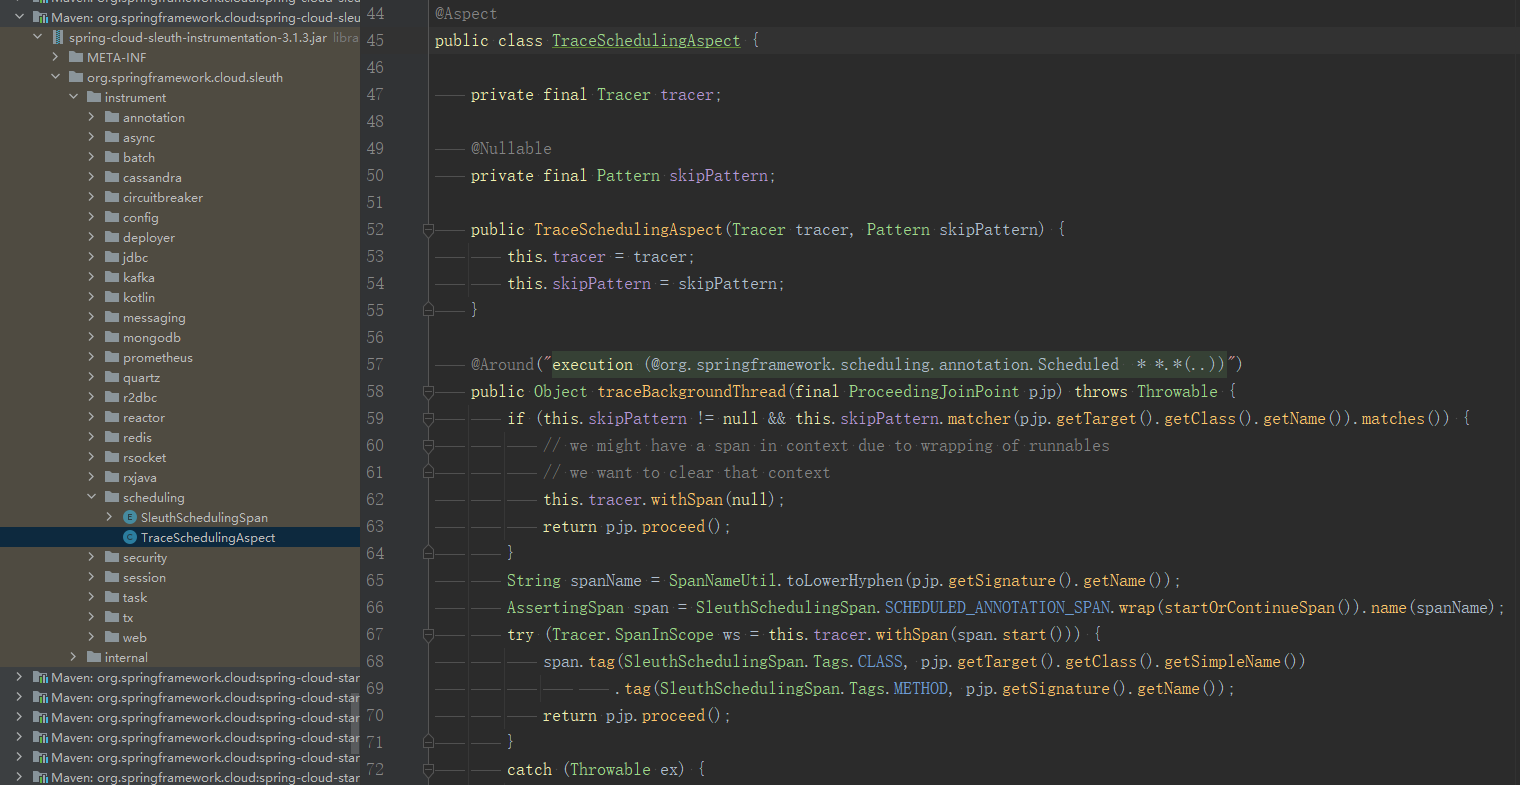 Maven: org.springframework.cloud:spring-cloud-sleu
spring-cloud-sleuth-instrumentation-3.1.3.jar libra
META-INF
org.springframework.cloud.sleuth
instrument
annotation
async
batch
cassandra
circuitbreaker
config
deployer
jdbc
kafka
kotlin
messaging
mongodb
prometheus
quartz
r2dbc
reactor
redis
rsocket
rxjava
scheduling
E SleuthSchedulingSpan
C TraceSchedulingAspect
security
session
task
tx
web
internal
Maven: org.springframework.cloud:spring-cloud-star
Maven: org.springframework.cloud:spring-cloud-star
Maven: org.springframework.cloud:spring-cloud-star
Maven: org.springframework.cloud:spring-cloud-star
Maven: org.springframework.cloud:spring-cloud-star
Maven: org.springframework.cloud:spring-cloud-star
44 @Aspect
45 public class TraceSchedulingAspect {
46
47 private final Tracer tracer;
48
49 @Nullable
50 private final Pattern skipPattern;
51
52 public TraceSchedulingAspect(Tracer tracer, Pattern skipPattern) {
53 this.tracer = tracer;
54 this.skipPattern = skipPattern;
55 }
56
57 @Around("execution (@org.springframework.scheduling.annotation.Scheduled  * *.*(..))")
58 public Object traceBackgroundThread(final ProceedingJoinPoint pjp) throws Throwable {
59 if (this.skipPattern != null && this.skipPattern.matcher(pjp.getTarget().getClass().getName()).matches()) {
60 // we might have a span in context due to wrapping of runnables
61 // we want to clear that context
62 this.tracer.withSpan(null);
63 return pjp.proceed();
64 }
65 String spanName = SpanNameUtil.toLowerHyphen(pjp.getSignature().getName());
66 AssertingSpan span = SleuthSchedulingSpan.SCHEDULED_ANNOTATION_SPAN.wrap(startOrContinueSpan()).name(spanName);
67 try (Tracer.SpanInScope ws = this.tracer.withSpan(span.start())) {
68 span.tag(SleuthSchedulingSpan.Tags.CLASS, pjp.getTarget().getClass().getSimpleName())
69 .tag(SleuthSchedulingSpan.Tags.METHOD, pjp.getSignature().getName());
70 return pjp.proceed();
71 }
72 catch (Throwable ex) {